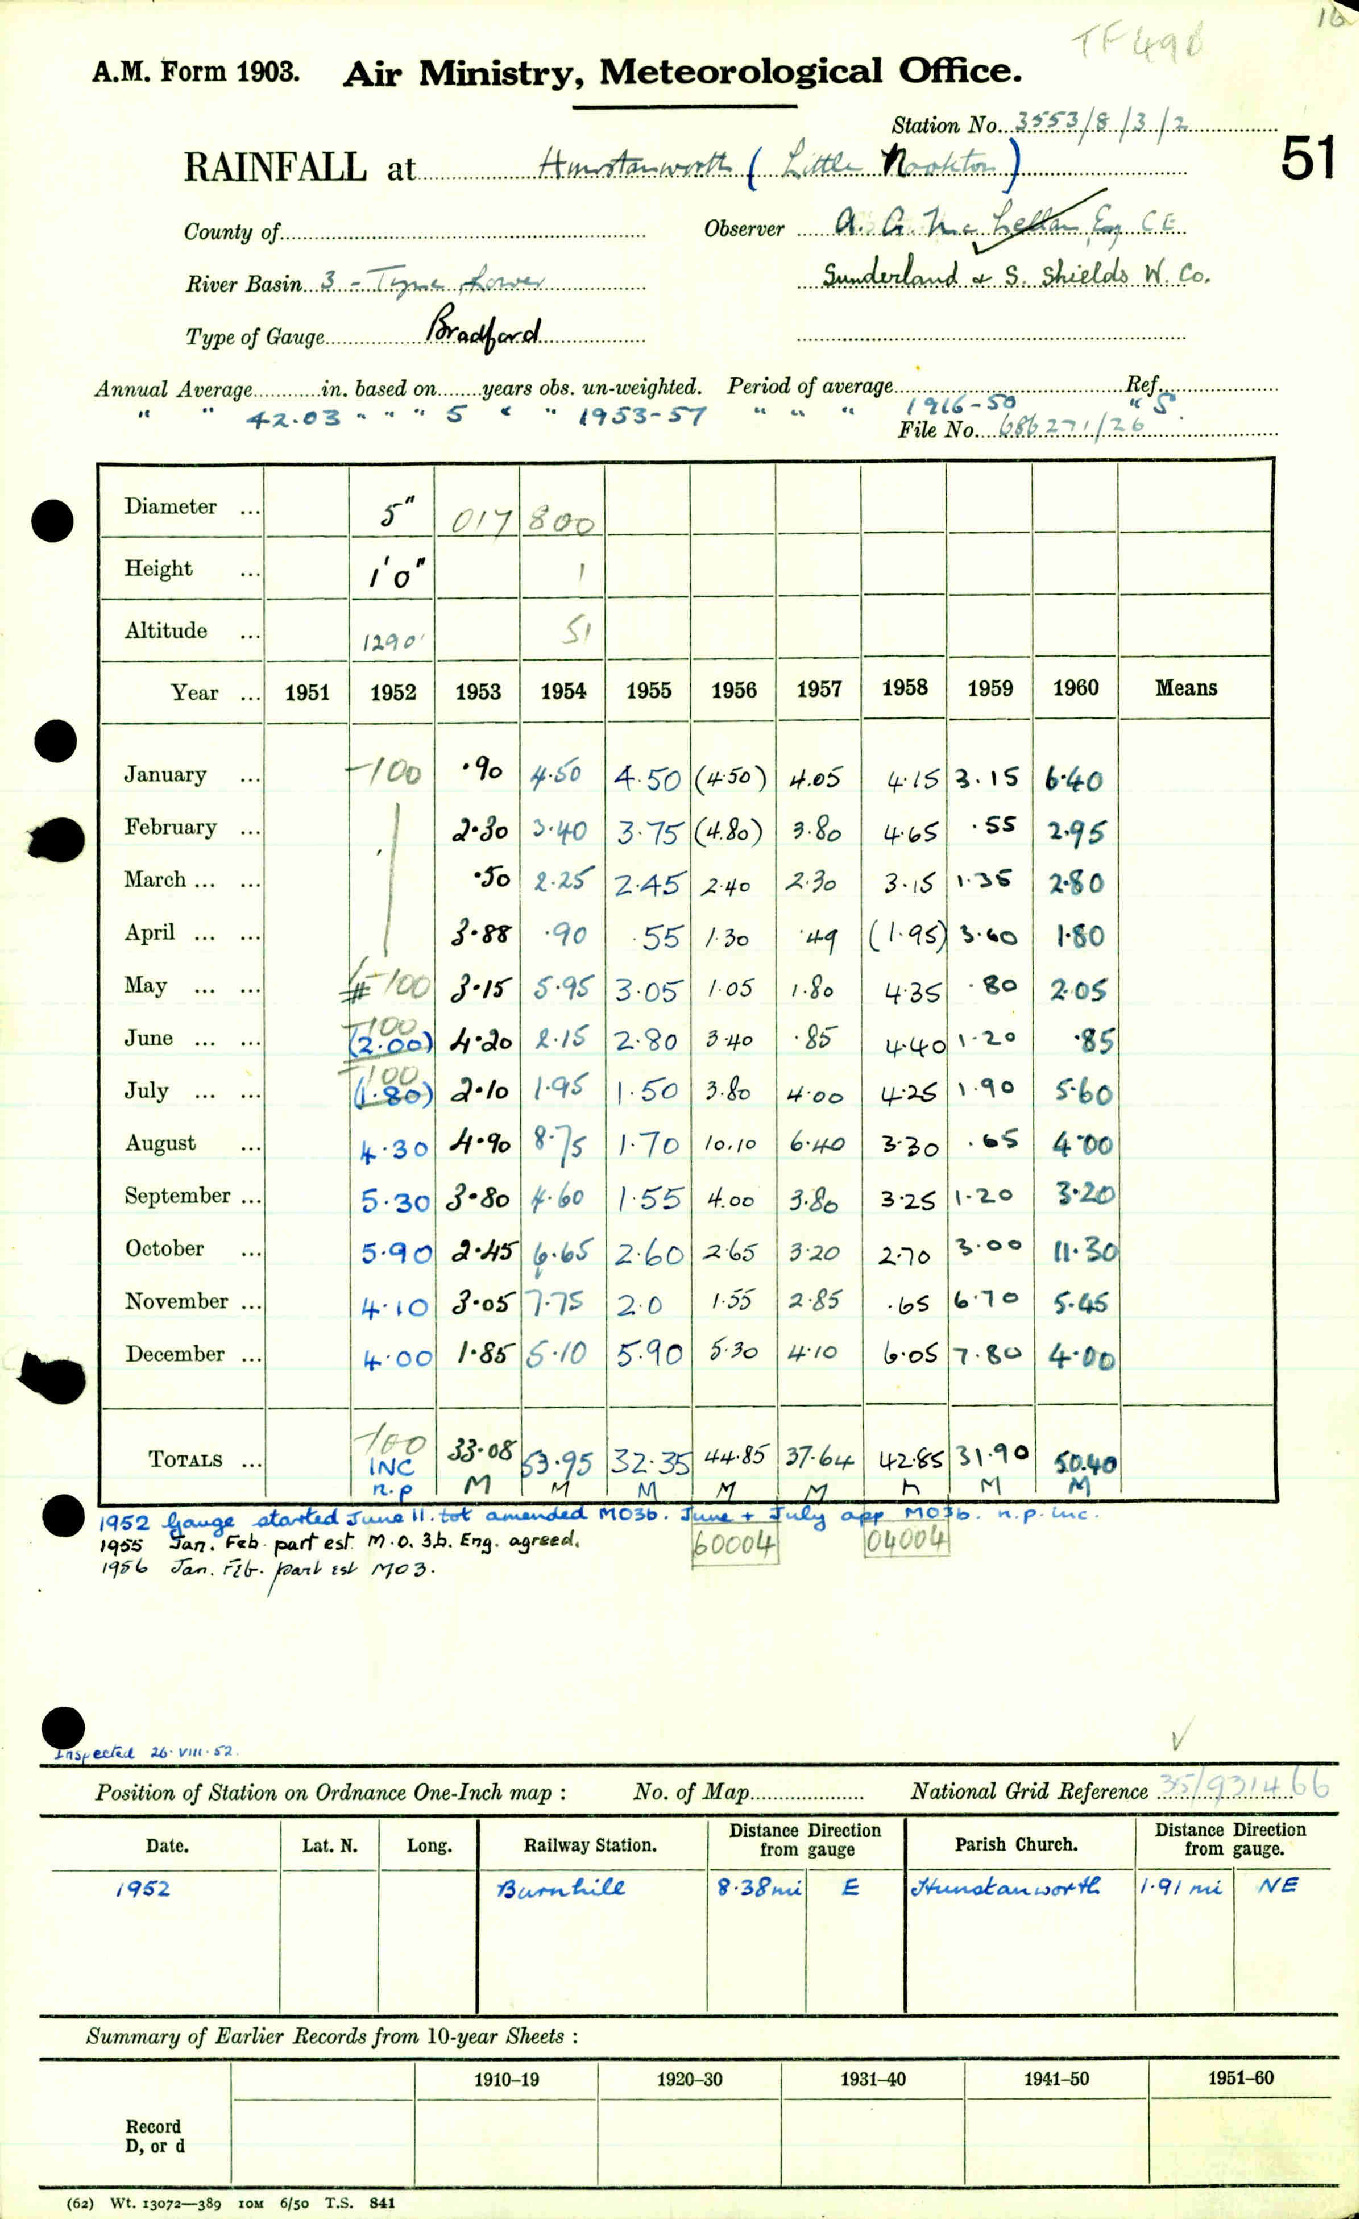 16
TF 498
A.M. Form 1903. Air Ministry, Meteorological Office.
Station No. 3553/8/3/2
51
RAINFALL at Hunstanworth (Little Nookton)
County of
Observer A. G. McLellan, Esq C E
River Basin 3 - Tyne Lower
Sunderland & S. Shields W. Co.
Type of Gauge Bradford
Annual Average in. based on years obs. un-weighted. Period of average Ref.
" " 42.03 " " " 5 " " 1953-57 " " " 1916-50 " S.
File No. 686271/26
Diameter ... 5" 017 800
Height ... 1'0" 1
Altitude ... 1290' 51
Year ... 1951 1952 1953 1954 1955 1956 1957 1958 1959 1960 Means
January ... -100 .90 4.50 4.50 (4.50) 4.05 4.15 3.15 6.40
February ... 2.30 3.40 3.75 (4.80) 3.80 4.65 .55 2.95
March ... ... .50 2.25 2.45 2.40 2.30 3.15 1.35 2.80
April ... ... 3.88 .90 .55 1.30 .49 (1.95) 3.60 1.80
May ... ... -100 3.15 5.95 3.05 1.05 1.80 4.35 .80 2.05
June ... ... -100 (2.00) 4.20 2.15 2.80 3.40 .85 4.40 1.20 .85
July ... ... -100 (1.80) 2.10 1.95 1.50 3.80 4.00 4.25 1.90 5.60
August ... 4.30 4.90 8.75 1.70 10.10 6.40 3.30 .65 4.00
September ... 5.30 3.80 4.60 1.55 4.00 3.80 3.25 1.20 3.20
October ... 5.90 2.45 6.65 2.60 2.65 3.20 2.70 3.00 11.30
November ... 4.10 3.05 7.75 2.0 1.55 2.85 .65 6.70 5.45
December ... 4.00 1.85 5.10 5.90 5.30 4.10 6.05 7.80 4.00
TOTALS ... -100 INC n.p 33.08 M 53.95 M 32.35 M 44.85 M 37.64 M 42.85 M 31.90 M 50.40 M
1952 Gauge started June 11. tot amended M03b. June + July app M03b. n.p. inc.
1955 Jan. Feb. part est. M.O. 3b. Eng. agreed. 60004 04004
1956 Jan. Feb. part est M03.
Inspected 26.VIII.52.
Position of Station on Ordnance One-Inch map : No. of Map National Grid Reference 35/931466
Date. Lat. N. Long. Railway Station. Distance Direction from gauge Parish Church. Distance Direction from gauge.
1952 Burnhill 8.38mi E Hunstanworth 1.91 mi NE
Summary of Earlier Records from 10-year Sheets :
1910–19 1920–30 1931–40 1941–50 1951–60
Record
D, or d
(62) Wt. 13072—389 10M 6/50 T.S. 841